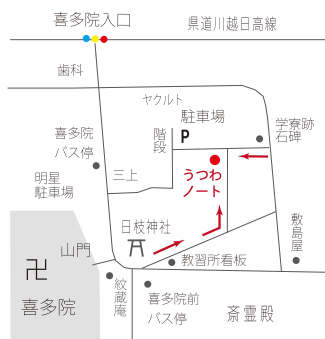 喜多院入口
県道川越日高線
歯科
ヤクルト
駐車場
P
階段
学寮跡
石碑
喜多院
バス停
明星
駐車場
三上
うつわ
ノート
日枝神社
敷島屋
山門
卍
喜多院
教習所看板
紋蔵庵
喜多院前
バス停
斎霊殿